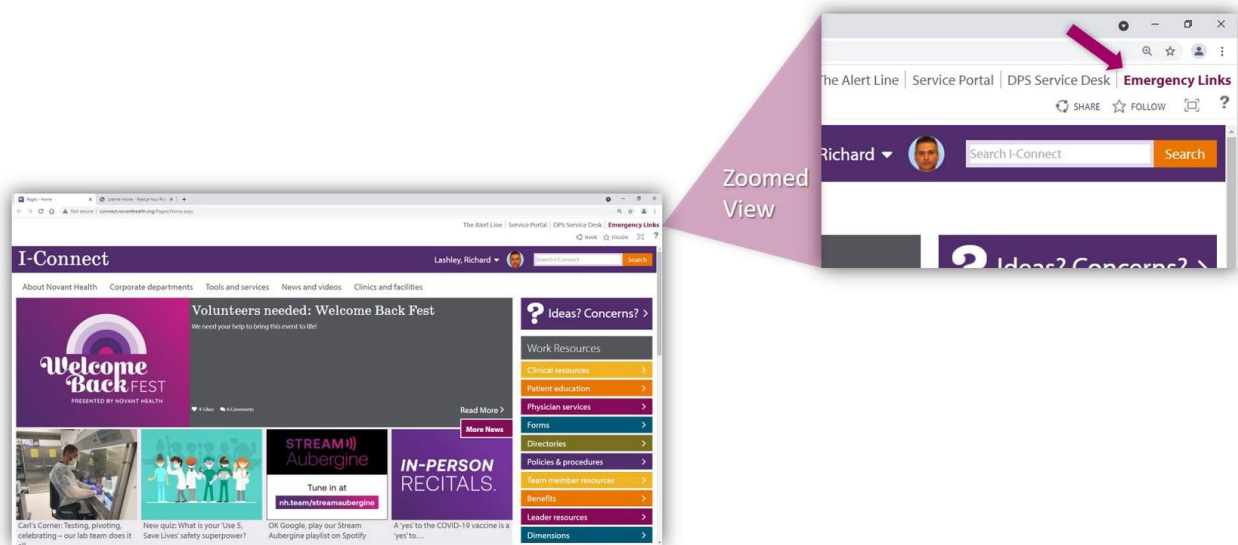 Pages - Home
Learner Home - Realize Your Pot
Not secure | connect.novanthealth.org/Pages/Home.aspx
The Alert Line | Service Portal | DPS Service Desk | Emergency Links
SHARE FOLLOW ?
I-Connect
Lashley, Richard
Search I-Connect
Search
About Novant Health Corporate departments Tools and services News and videos Clinics and facilities
Welcome
Back FEST
PRESENTED BY NOVANT HEALTH
Volunteers needed: Welcome Back Fest
We need your help to bring this event to life!
4 Likes 6 Comments
Read More >
More News
STREAM
Aubergine
Tune in at
nh.team/streamaubergine
IN-PERSON
RECITALS.
Carl's Corner: Testing, pivoting,
celebrating – our lab team does it
New quiz: What is your 'Use 5,
Save Lives' safety superpower?
OK Google, play our Stream
Aubergine playlist on Spotify
A 'yes' to the COVID-19 vaccine is a
'yes' to…
? Ideas? Concerns? >
Work Resources
Clinical resources >
Patient education >
Physician services >
Forms >
Directories >
Policies & procedures >
Team member resources >
Benefits >
Leader resources >
Dimensions >
Zoomed
View
he Alert Line | Service Portal | DPS Service Desk | Emergency Links
SHARE FOLLOW ?
Richard
Search I-Connect
Search
? Ideas? Concerns? >